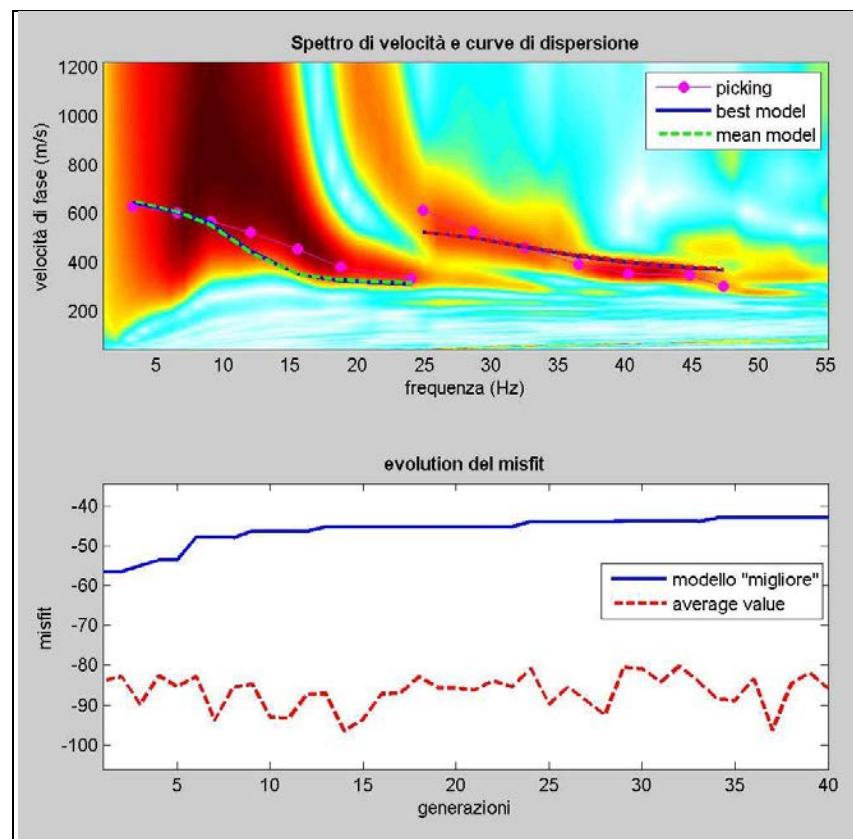 Spettro di velocità e curve di dispersione
1200
1000
800
600
400
200
velocità di fase (m/s)
picking
best model
mean model
5 10 15 20 25 30 35 40 45 50 55
frequenza (Hz)
evolution del misfit
-40
-50
-60
-70
-80
-90
-100
misfit
modello "migliore"
average value
5 10 15 20 25 30 35 40
generazioni